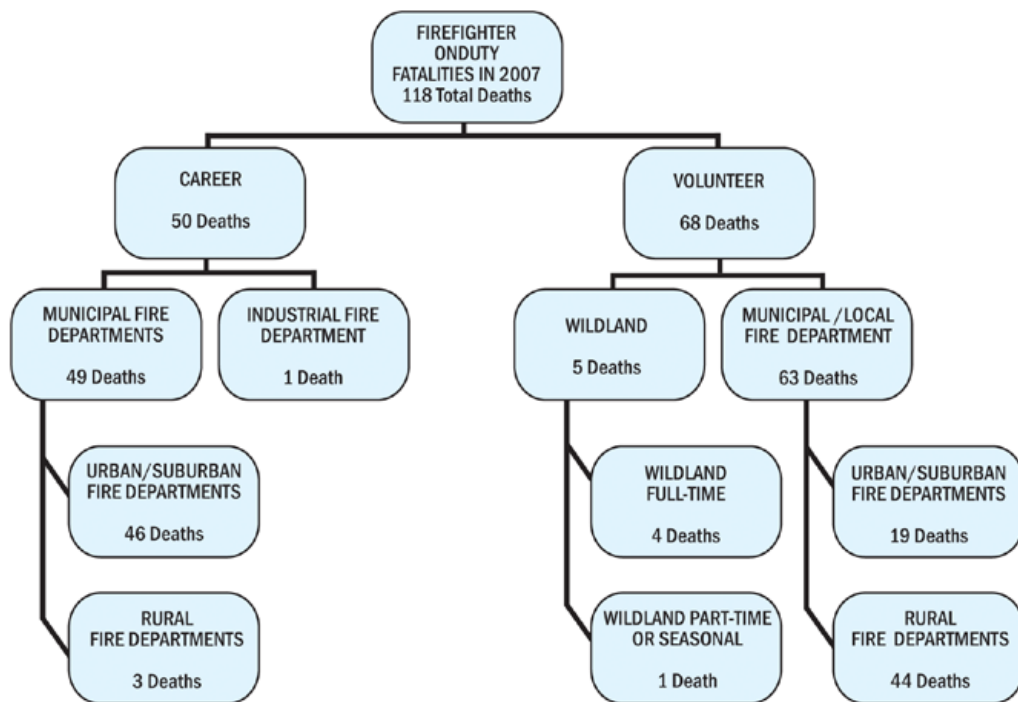 FIREFIGHTER
ONDUTY
FATALITIES IN 2007
118 Total Deaths
CAREER
50 Deaths
VOLUNTEER
68 Deaths
MUNICIPAL FIRE
DEPARTMENTS
49 Deaths
INDUSTRIAL FIRE
DEPARTMENT
1 Death
WILDLAND
5 Deaths
MUNICIPAL /LOCAL
FIRE DEPARTMENT
63 Deaths
URBAN/SUBURBAN
FIRE DEPARTMENTS
46 Deaths
WILDLAND
FULL-TIME
4 Deaths
URBAN/SUBURBAN
FIRE DEPARTMENTS
19 Deaths
RURAL
FIRE DEPARTMENTS
3 Deaths
WILDLAND PART-TIME
OR SEASONAL
1 Death
RURAL
FIRE DEPARTMENTS
44 Deaths